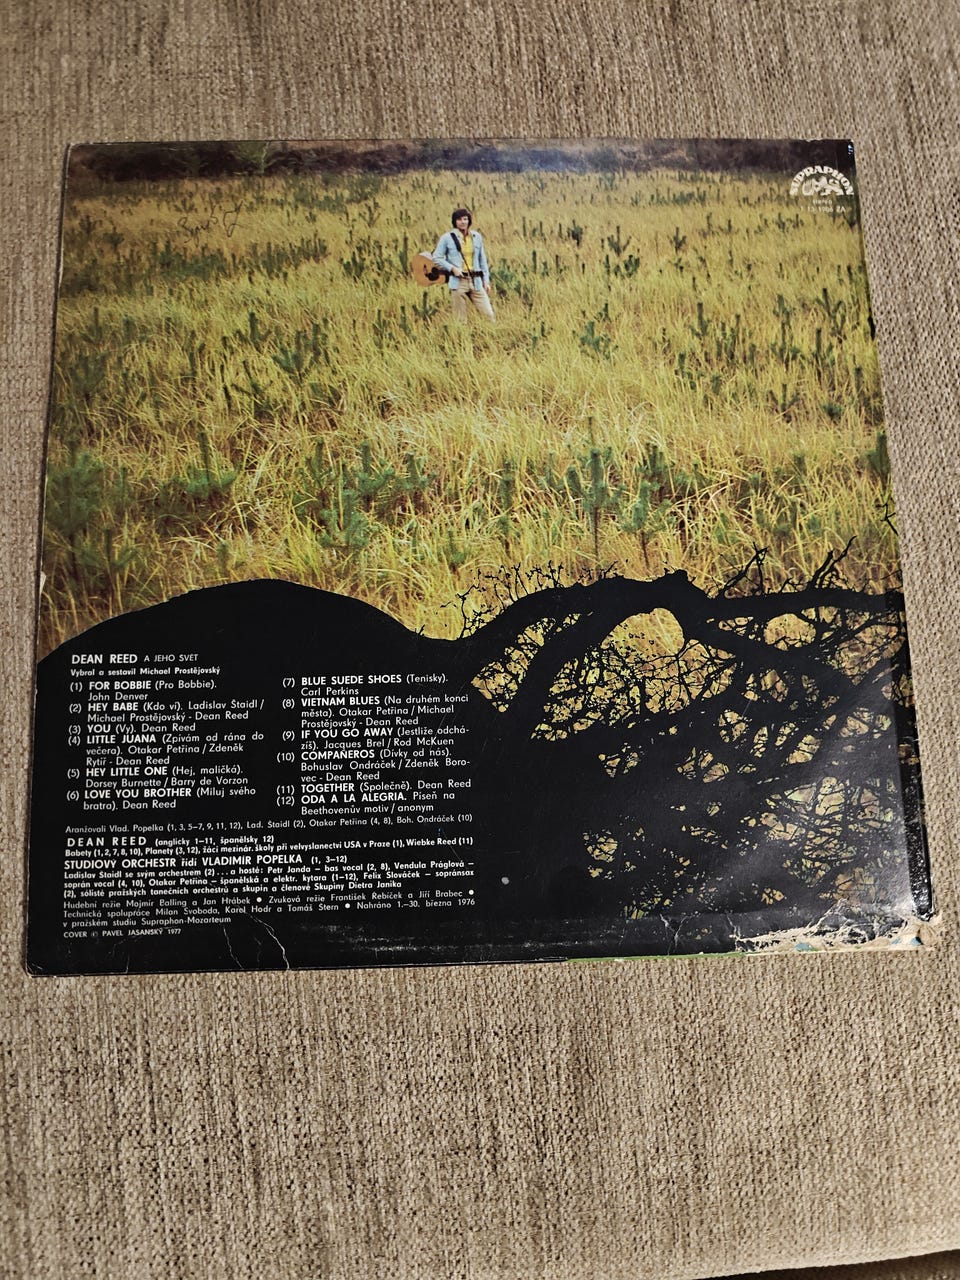 SUPRAPHON
stereo
1 13 1906 ZA
DEAN REED A JEHO SVET
Vybral a sestavil Michael Prostějovský
(1) FOR BOBBIE (Pro Bobbie).
John Denver
(2) HEY BABE (Kdo ví). Ladislav Štaidl /
Michael Prostějovský - Dean Reed
(3) YOU (Vy). Dean Reed
(4) LITTLE JUANA (Zpívám od rána do
večera). Otakar Petřina / Zdeněk
Rytíř - Dean Reed
(5) HEY LITTLE ONE (Hej, maličká).
Dorsey Burnette / Barry de Vorzon
(6) LOVE YOU BROTHER (Miluj svého
bratra). Dean Reed
(7) BLUE SUEDE SHOES (Tenisky).
Carl Perkins
(8) VIETNAM BLUES (Na druhém konci
města). Otakar Petřina / Michael
Prostějovský - Dean Reed
(9) IF YOU GO AWAY (Jestliže odchá-
zíš). Jacques Brel / Rod McKuen
(10) COMPAÑEROS (Dívky od nás).
Bohuslav Ondráček / Zdeněk Boro-
vec - Dean Reed
(11) TOGETHER (Společně). Dean Reed
(12) ODA A LA ALEGRIA. Píseň na
Beethovenův motiv / anonym
Aranžovali Vlad. Popelka (1, 3, 5–7, 9, 11, 12), Lad. Štaidl (2), Otakar Petřina (4, 8), Boh. Ondráček (10)
DEAN REED (anglicky 1–11, španělsky 12)
Babety (1, 2, 7, 8, 10), Planety (3, 12), žáci mezinár. školy při velvyslanectví USA v Praze (1), Wiebke Reed (11)
STUDIOVÝ ORCHESTR řídí VLADIMÍR POPELKA (1, 3–12)
Ladislav Štaidl se svým orchestrem (2) . . . a hosté: Petr Janda – bas vocal (2, 8), Vendula Práglová –
soprán vocal (4, 10), Otakar Petřina – španělská a elektr. kytara (1–12), Felix Slováček – sopránsax
(2), sólisté pražských tanečních orchestrů a skupin a členové Skupiny Dietra Janika
Hudební režie Mojmír Balling a Jan Hrábek ● Zvuková režie František Řebíček a Jiří Brabec ●
Technická spolupráce Milan Svoboda, Karel Hodr a Tomáš Štern ● Nahráno 1.–30. března 1976
v pražském studiu Supraphon-Mozarteum
COVER © PAVEL JASANSKÝ 1977